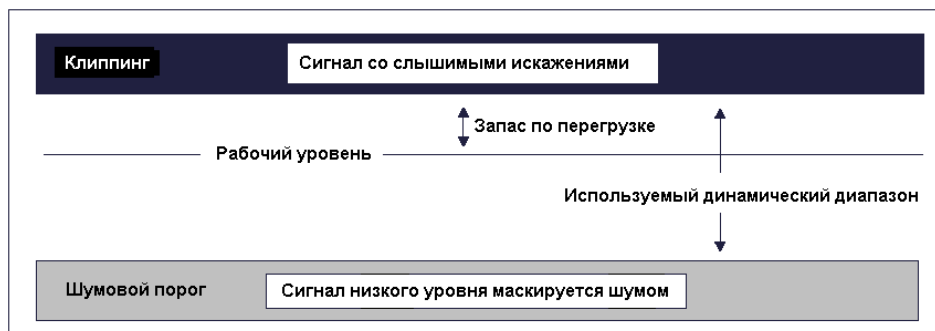 Клиппинг
Сигнал со слышимыми искажениями
Запас по перегрузке
Рабочий уровень
Используемый динамический диапазон
Шумовой порог
Сигнал низкого уровня маскируется шумом